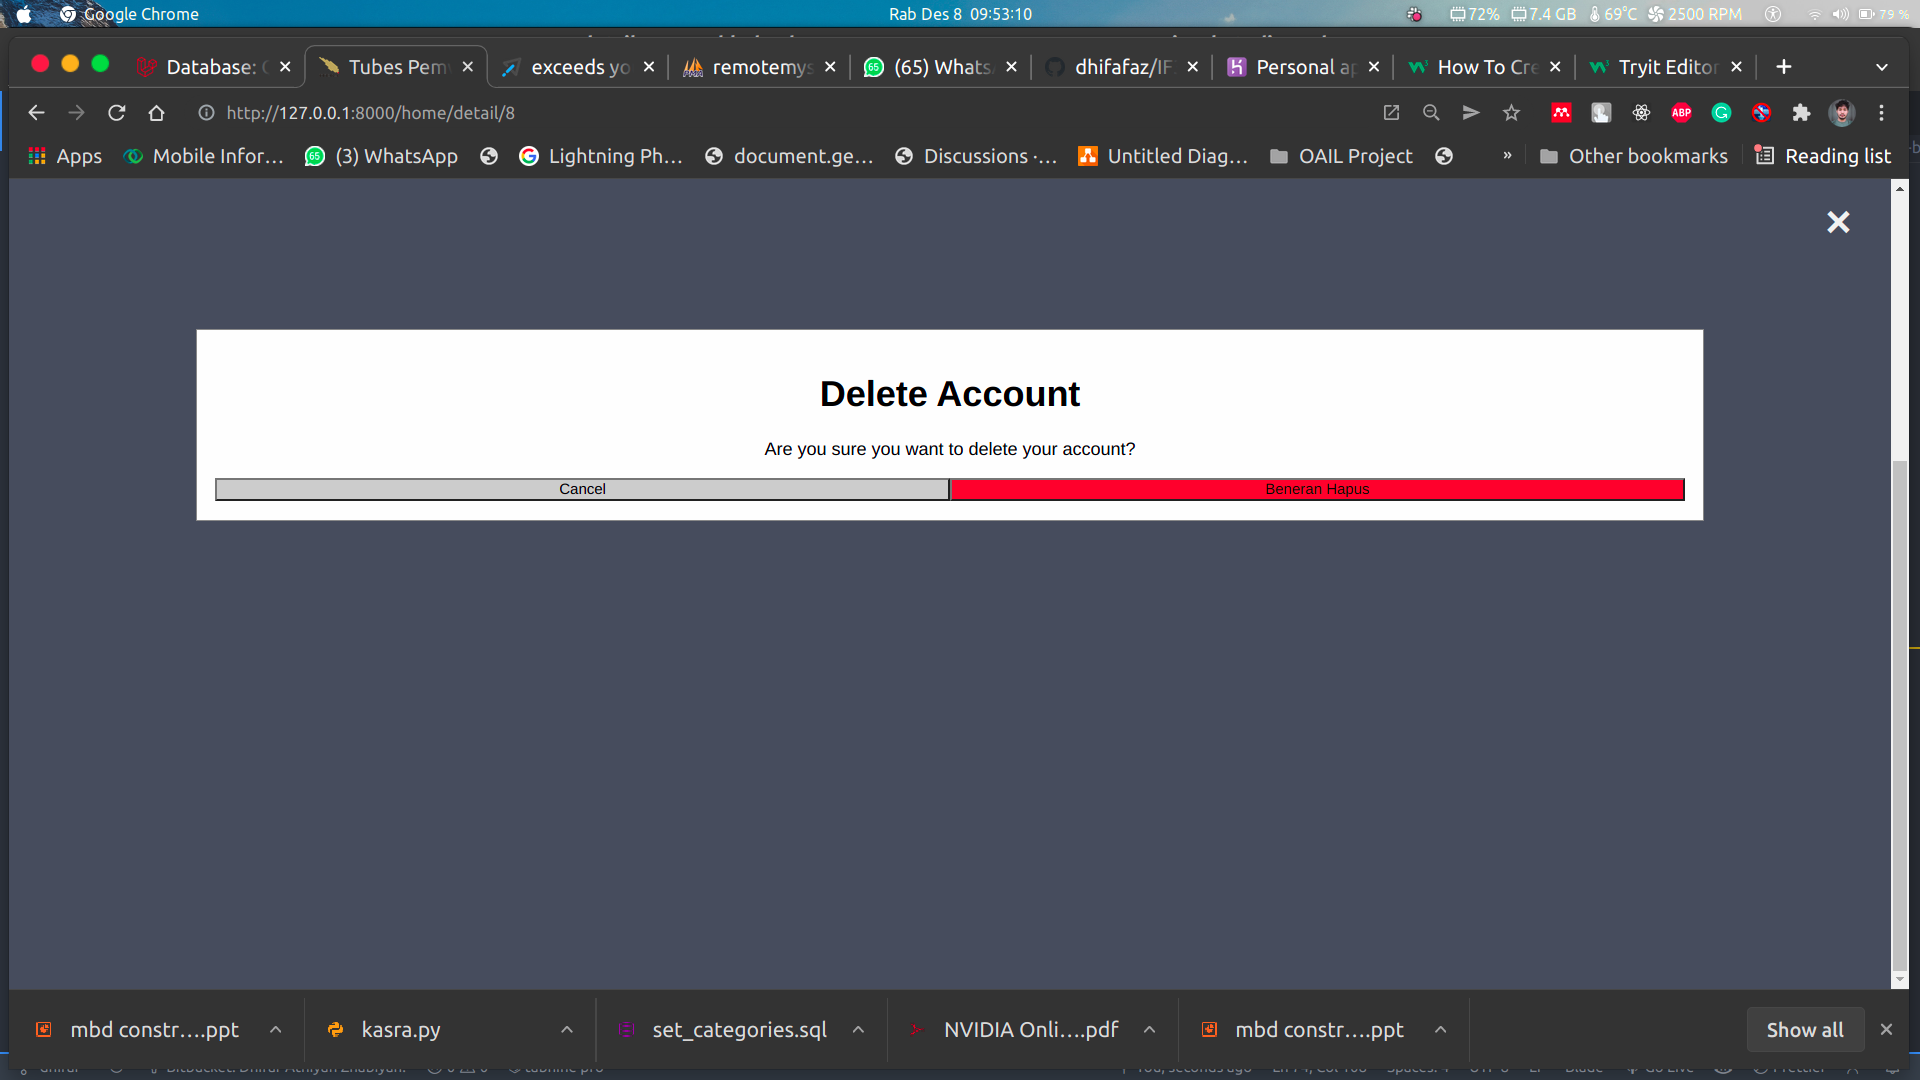 Google Chrome
Rab Des 8 09:53:10
72% 7.4 GB 69°C 2500 RPM 79 %
Database:
Tubes Pem
exceeds yo
remotemys
(65) Whats
dhifafaz/IF
Personal ap
How To Cre
Tryit Editor
http://127.0.0.1:8000/home/detail/8
Apps
Mobile Infor...
(3) WhatsApp
Lightning Ph...
document.ge...
Discussions ·...
Untitled Diag...
OAIL Project
»
Other bookmarks
Reading list
Delete Account
Are you sure you want to delete your account?
Cancel
Beneran Hapus
mbd constr....ppt
kasra.py
set_categories.sql
NVIDIA Onli....pdf
mbd constr....ppt
Show all